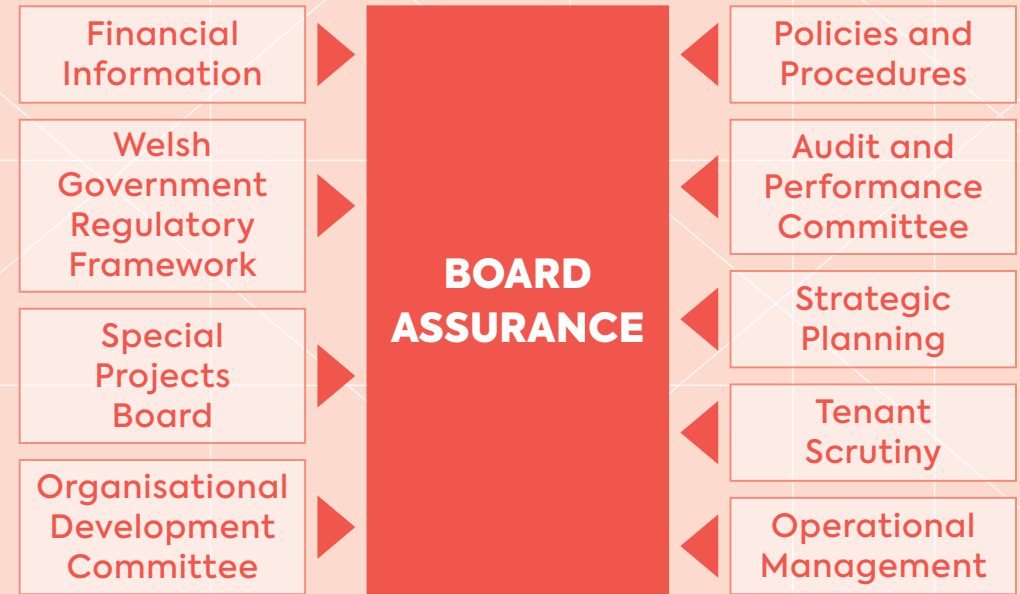 Financial
Information
Welsh
Government
Regulatory
Framework
Special
Projects
Board
Organisational
Development
Committee
BOARD
ASSURANCE
Policies and
Procedures
Audit and
Performance
Committee
Strategic
Planning
Tenant
Scrutiny
Operational
Management